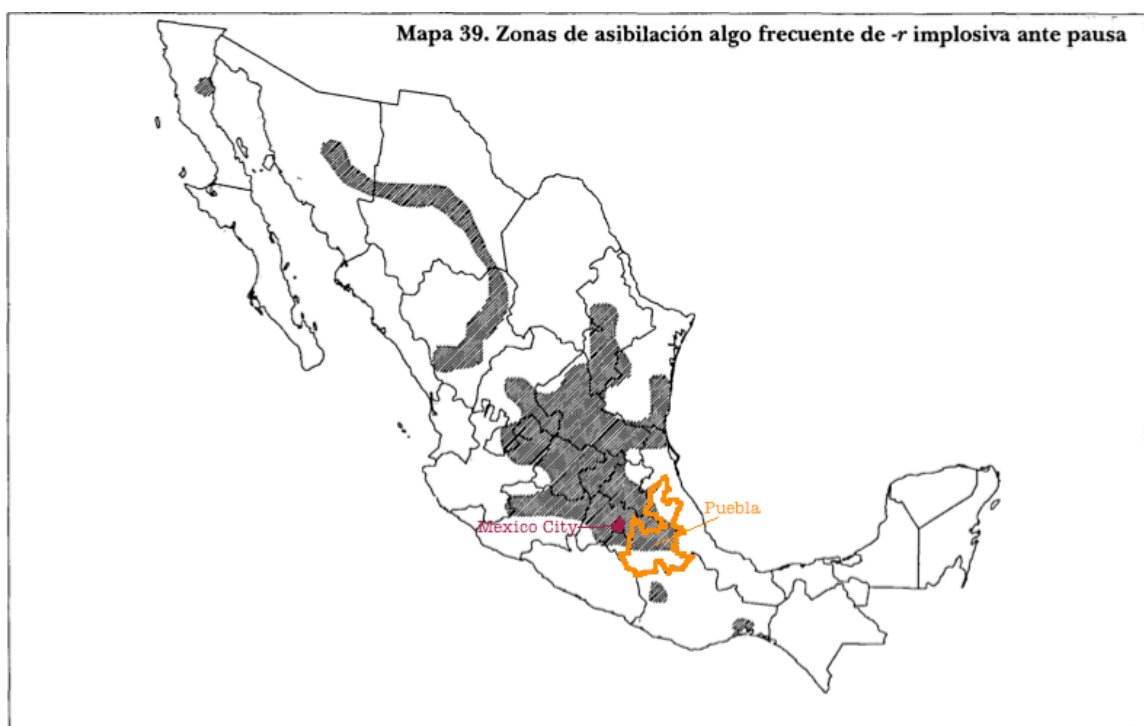 Mapa 39. Zonas de asibilación algo frecuente de -r implosiva ante pausa
Puebla
Mexico City